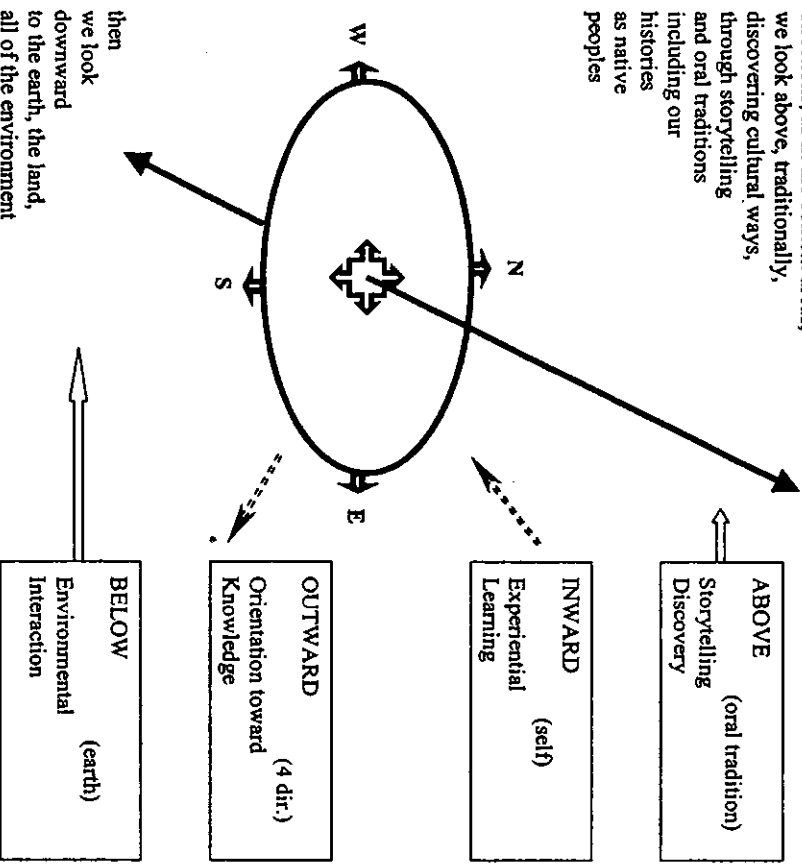 we look above, traditionally,
discovering cultural ways,
through storytelling
and oral traditions
including our
histories
as native
peoples
W
N
S
E
then
we look
downward
to the earth, the land,
all of the environment
ABOVE
(oral tradition)
Storytelling
Discovery
INWARD
(self)
Experiential
Learning
OUTWARD
(4 dir.)
Orientation toward
Knowledge
BELOW
(earth)
Environmental
Interaction